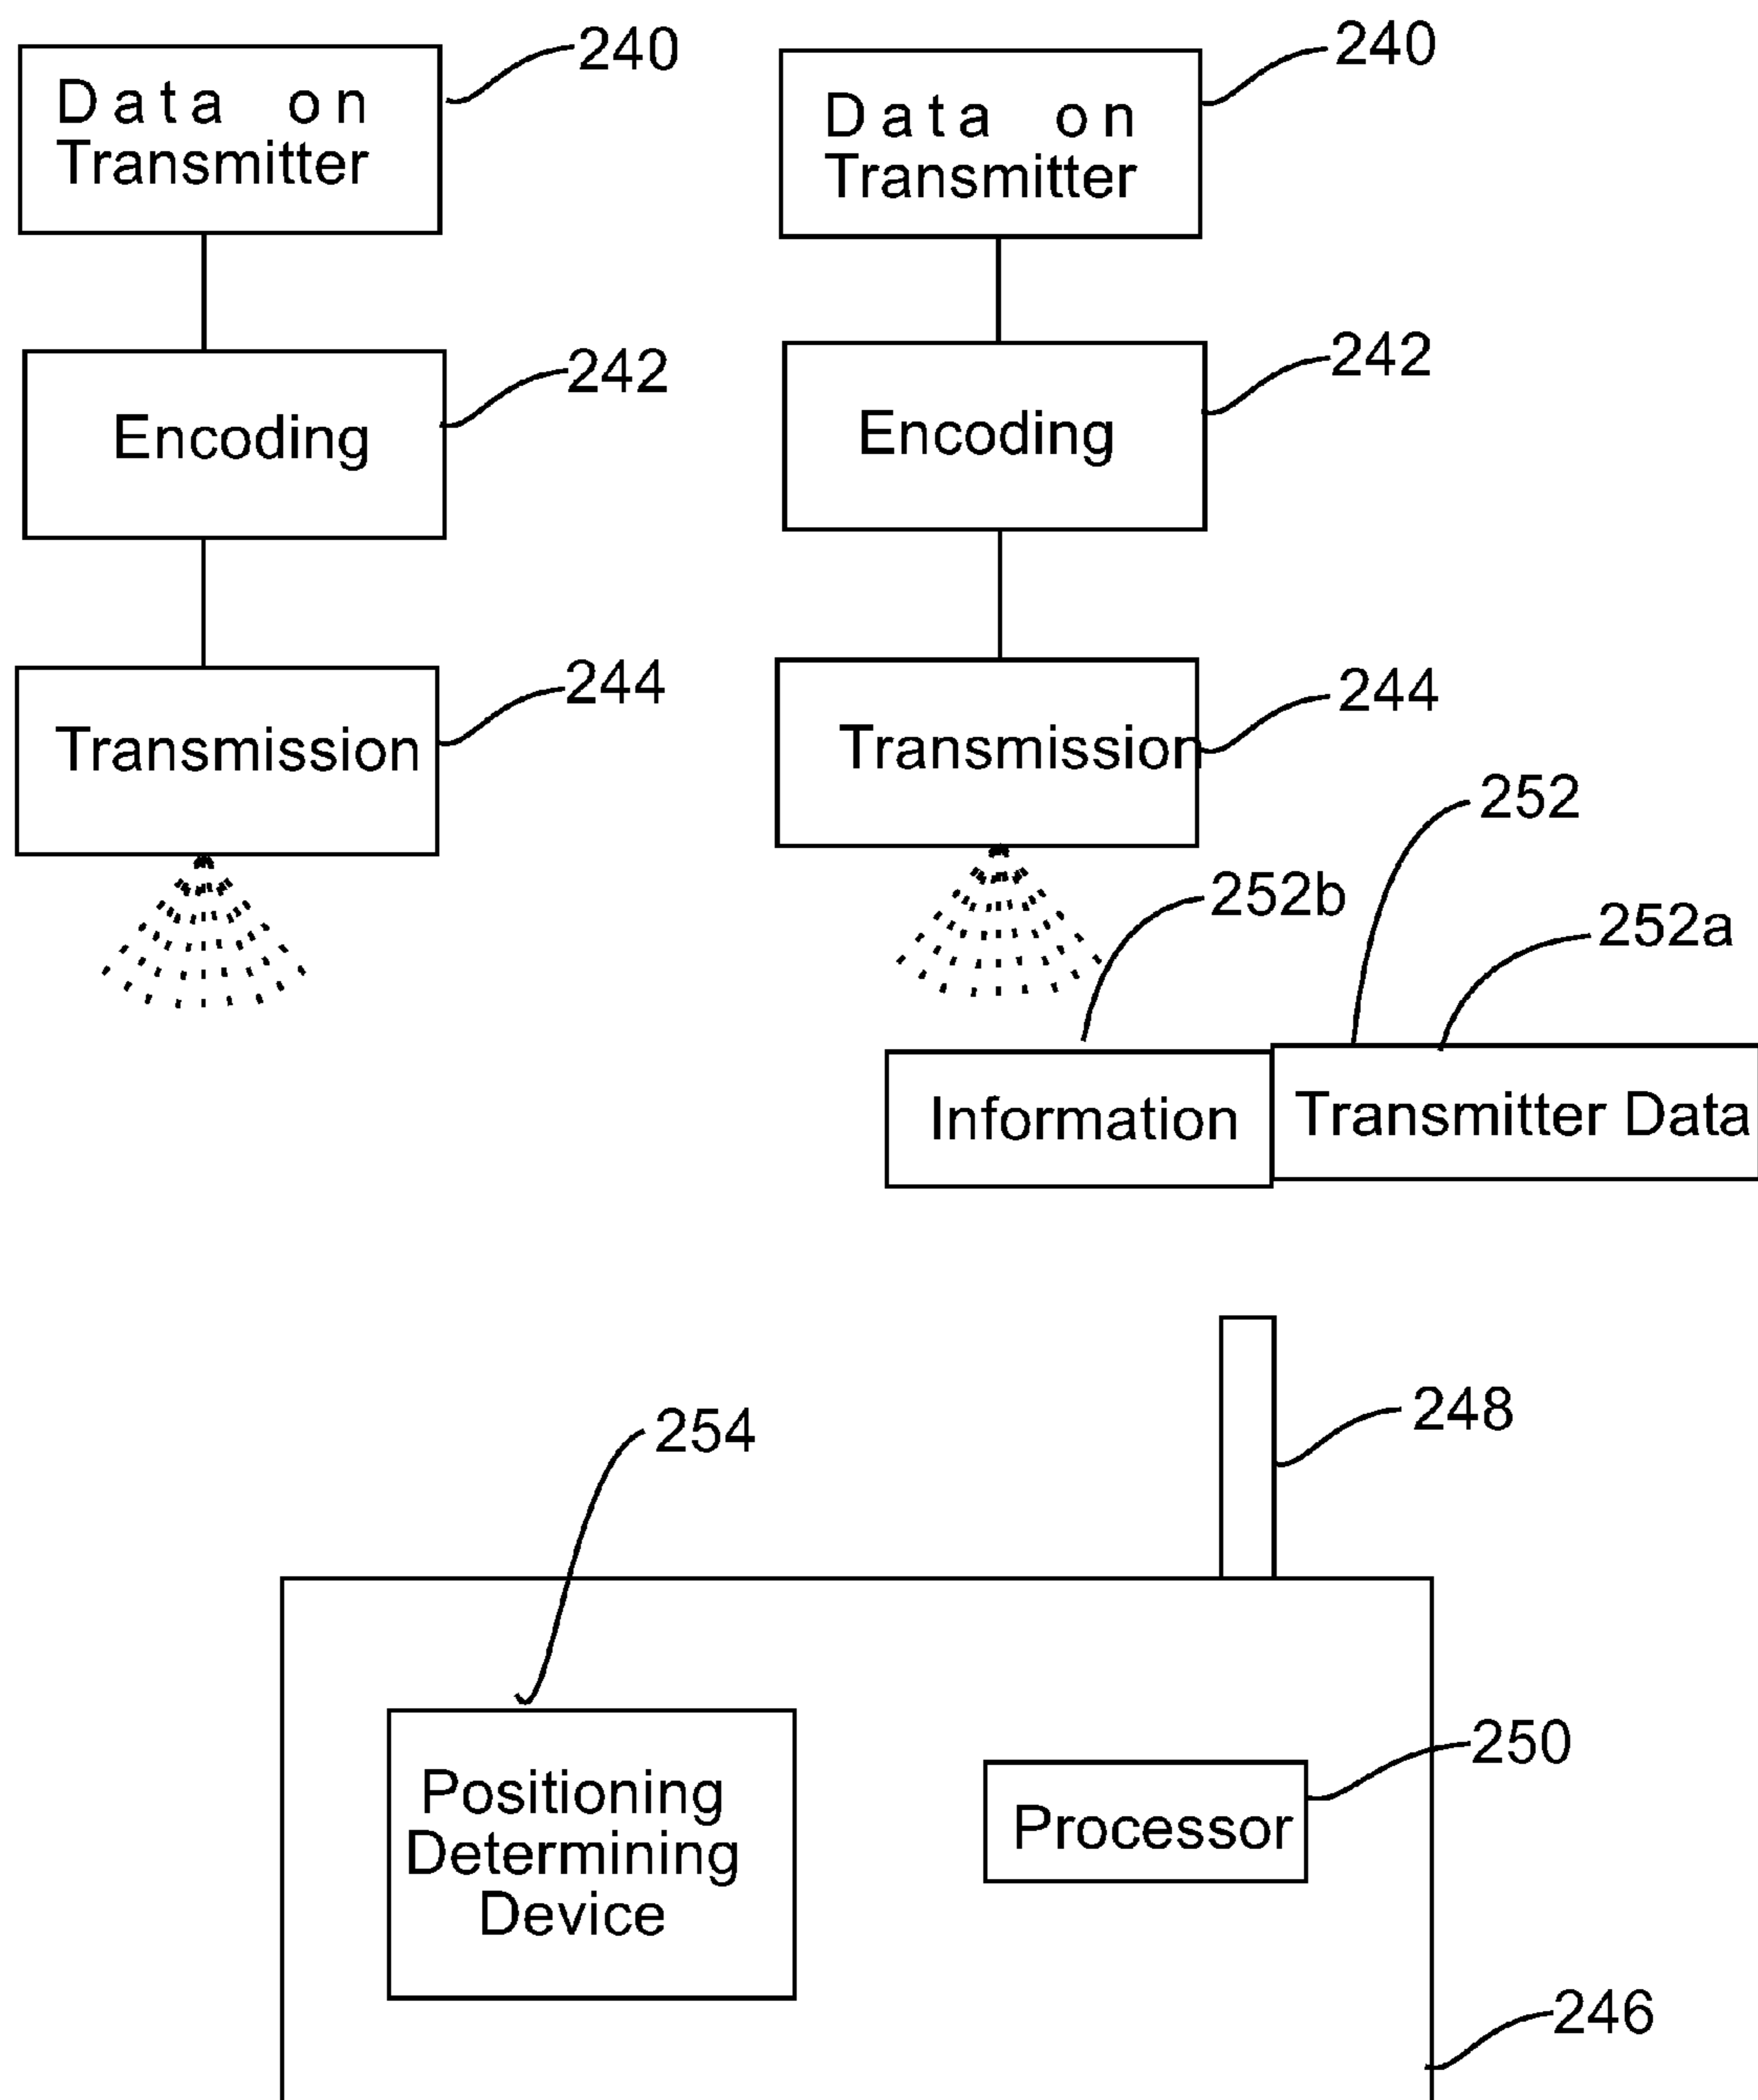 240
Data on
Transmitter
240
Data on
Transmitter
242
Encoding
242
Encoding
244
Transmission
244
Transmission
252
252b
252a
Information
Transmitter Data
248
254
250
Positioning
Determining
Device
Processor
246